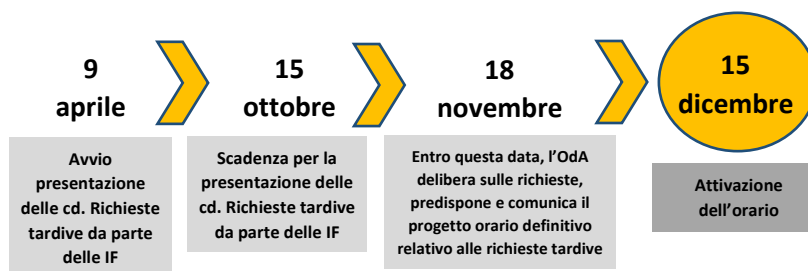 9
aprile
Avvio
presentazione
delle cd. Richieste
tardive da parte
delle IF
15
ottobre
Scadenza per la
presentazione delle
cd. Richieste tardive
da parte delle IF
18
novembre
Entro questa data, l'OdA
delibera sulle richieste,
predispone e comunica il
progetto orario definitivo
relativo alle richieste tardive
15
dicembre
Attivazione
dell'orario